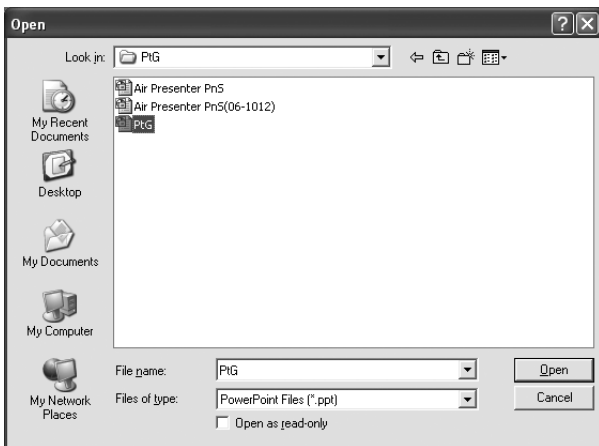 Open
Look in: PtG
Air Presenter PnS
Air Presenter PnS(06-1012)
PtG
My Recent
Documents
Desktop
My Documents
My Computer
My Network
Places
File name: PtG
Open
Files of type: PowerPoint Files (*.ppt)
Cancel
Open as read-only